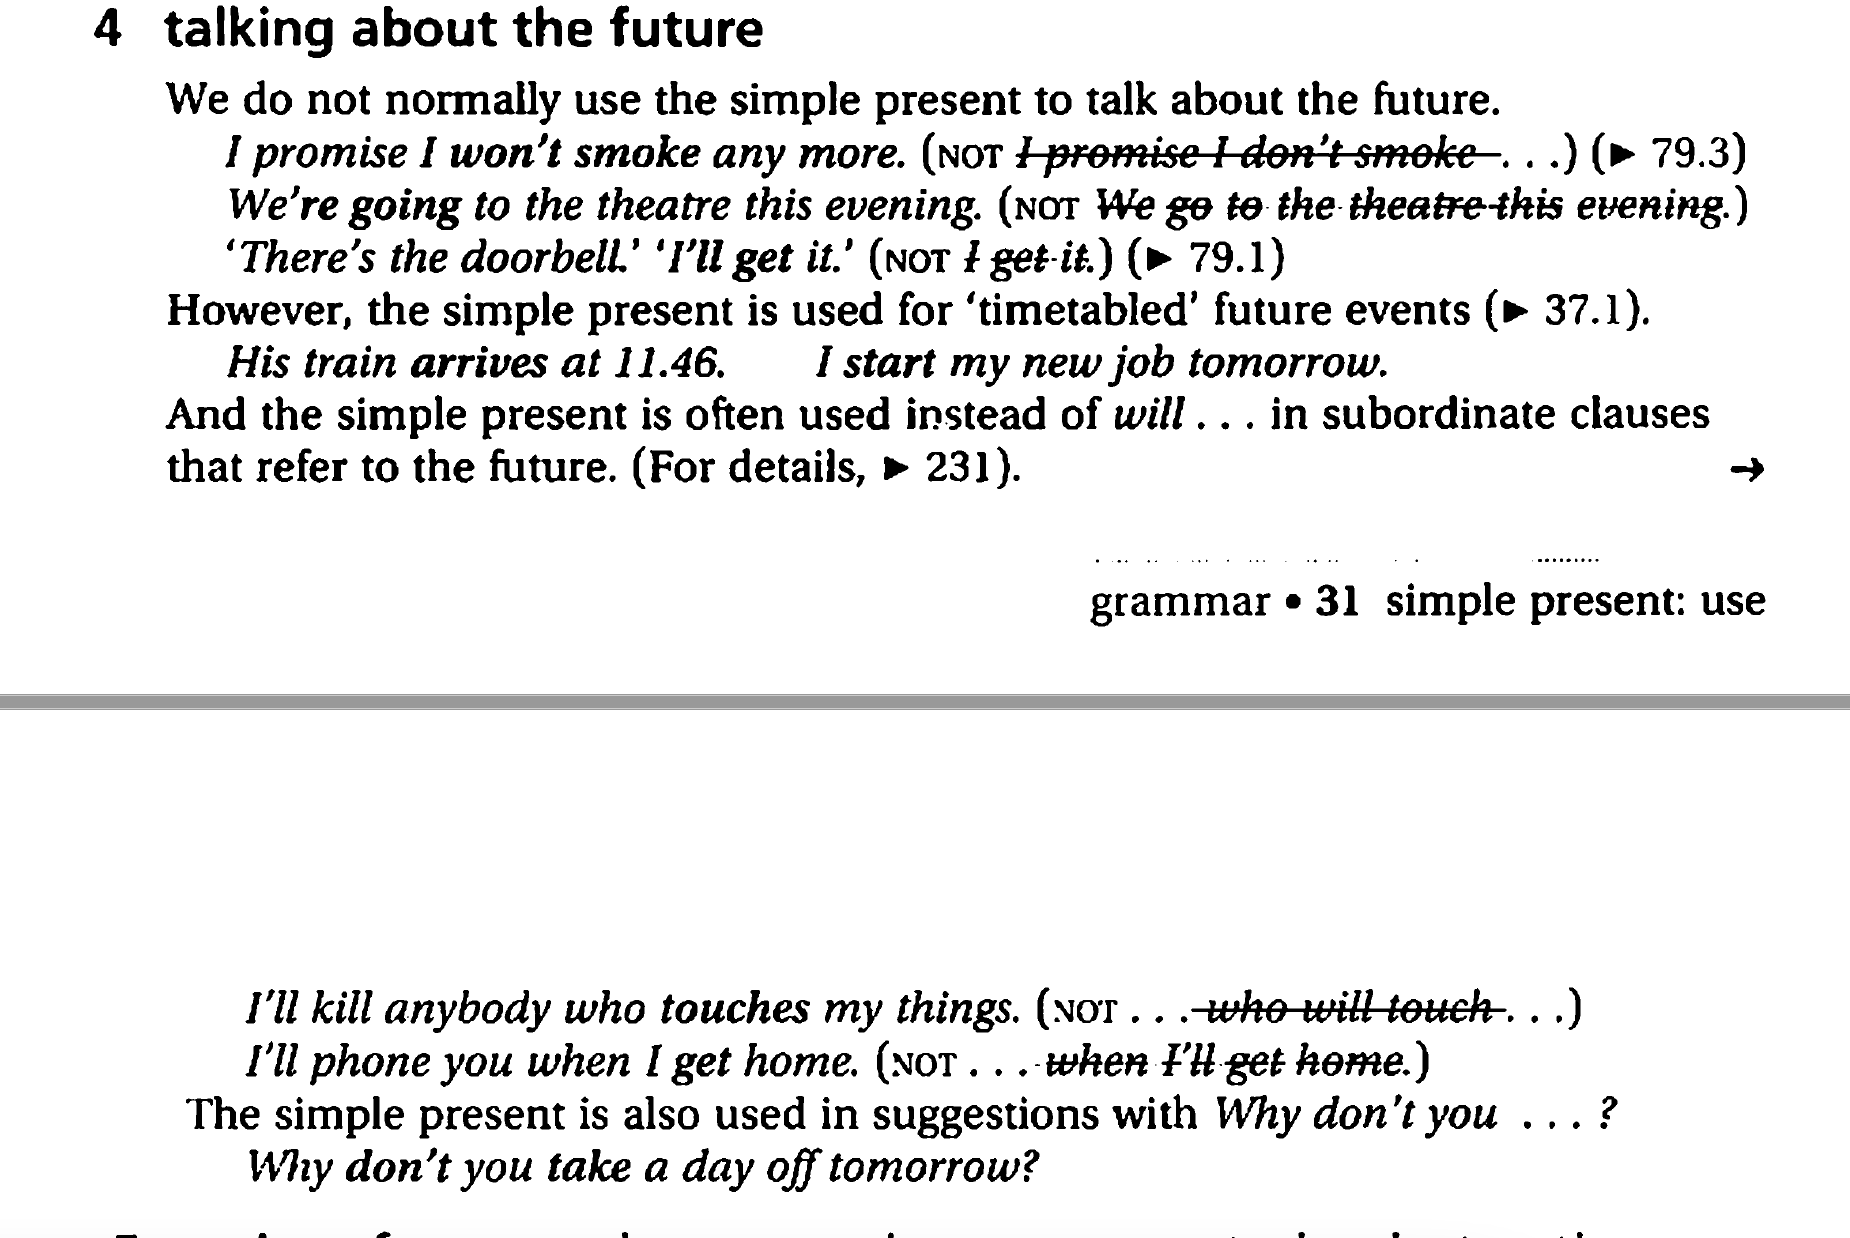 4 talking about the future
We do not normally use the simple present to talk about the future.
I promise I won't smoke any more. (NOT I promise I don't smoke . . .) (► 79.3)
We're going to the theatre this evening. (NOT We go to the theatre this evening.)
‘There's the doorbell.’ ‘I'll get it.’ (NOT I get it.) (► 79.1)
However, the simple present is used for ‘timetabled’ future events (► 37.1).
His train arrives at 11.46. I start my new job tomorrow.
And the simple present is often used instead of will . . . in subordinate clauses
that refer to the future. (For details, ► 231). →
grammar • 31 simple present: use
I'll kill anybody who touches my things. (NOT . . . who will touch . . .)
I'll phone you when I get home. (NOT . . . when I'll get home.)
The simple present is also used in suggestions with Why don't you . . . ?
Why don't you take a day off tomorrow?